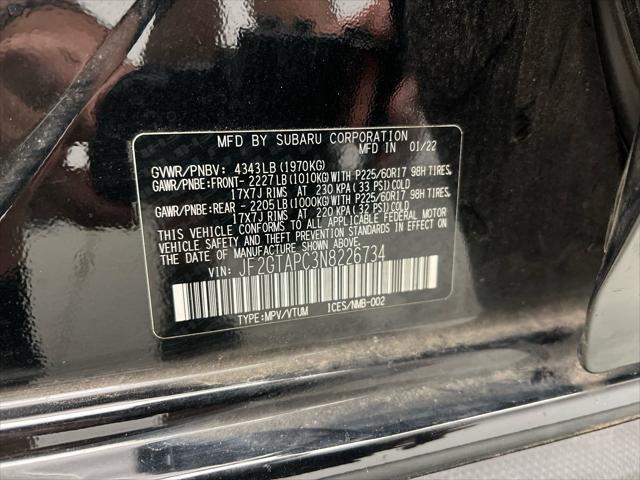 MFD BY SUBARU CORPORATION
MFD IN 01/22
GVWR/PNBV: 4343LB(1970KG)
GAWR/PNBE:FRONT- 2227LB(1010KG)WITH P225/60R17 98H TIRES,
17X7J RIMS AT 230 KPA(33 PSI)COLD
GAWR/PNBE:REAR - 2205LB(1000KG)WITH P225/60R17 98H TIRES,
17X7J RIMS AT 220 KPA(32 PSI)COLD
THIS VEHICLE CONFORMS TO ALL APPLICABLE FEDERAL MOTOR
VEHICLE SAFETY AND THEFT PREVENTION STANDARDS IN EFFECT ON
THE DATE OF MANUFACTURE SHOWN ABOVE.
VIN: JF2GTAPC3N8226734
TYPE:MPV/VTUM ICES/NMB-002